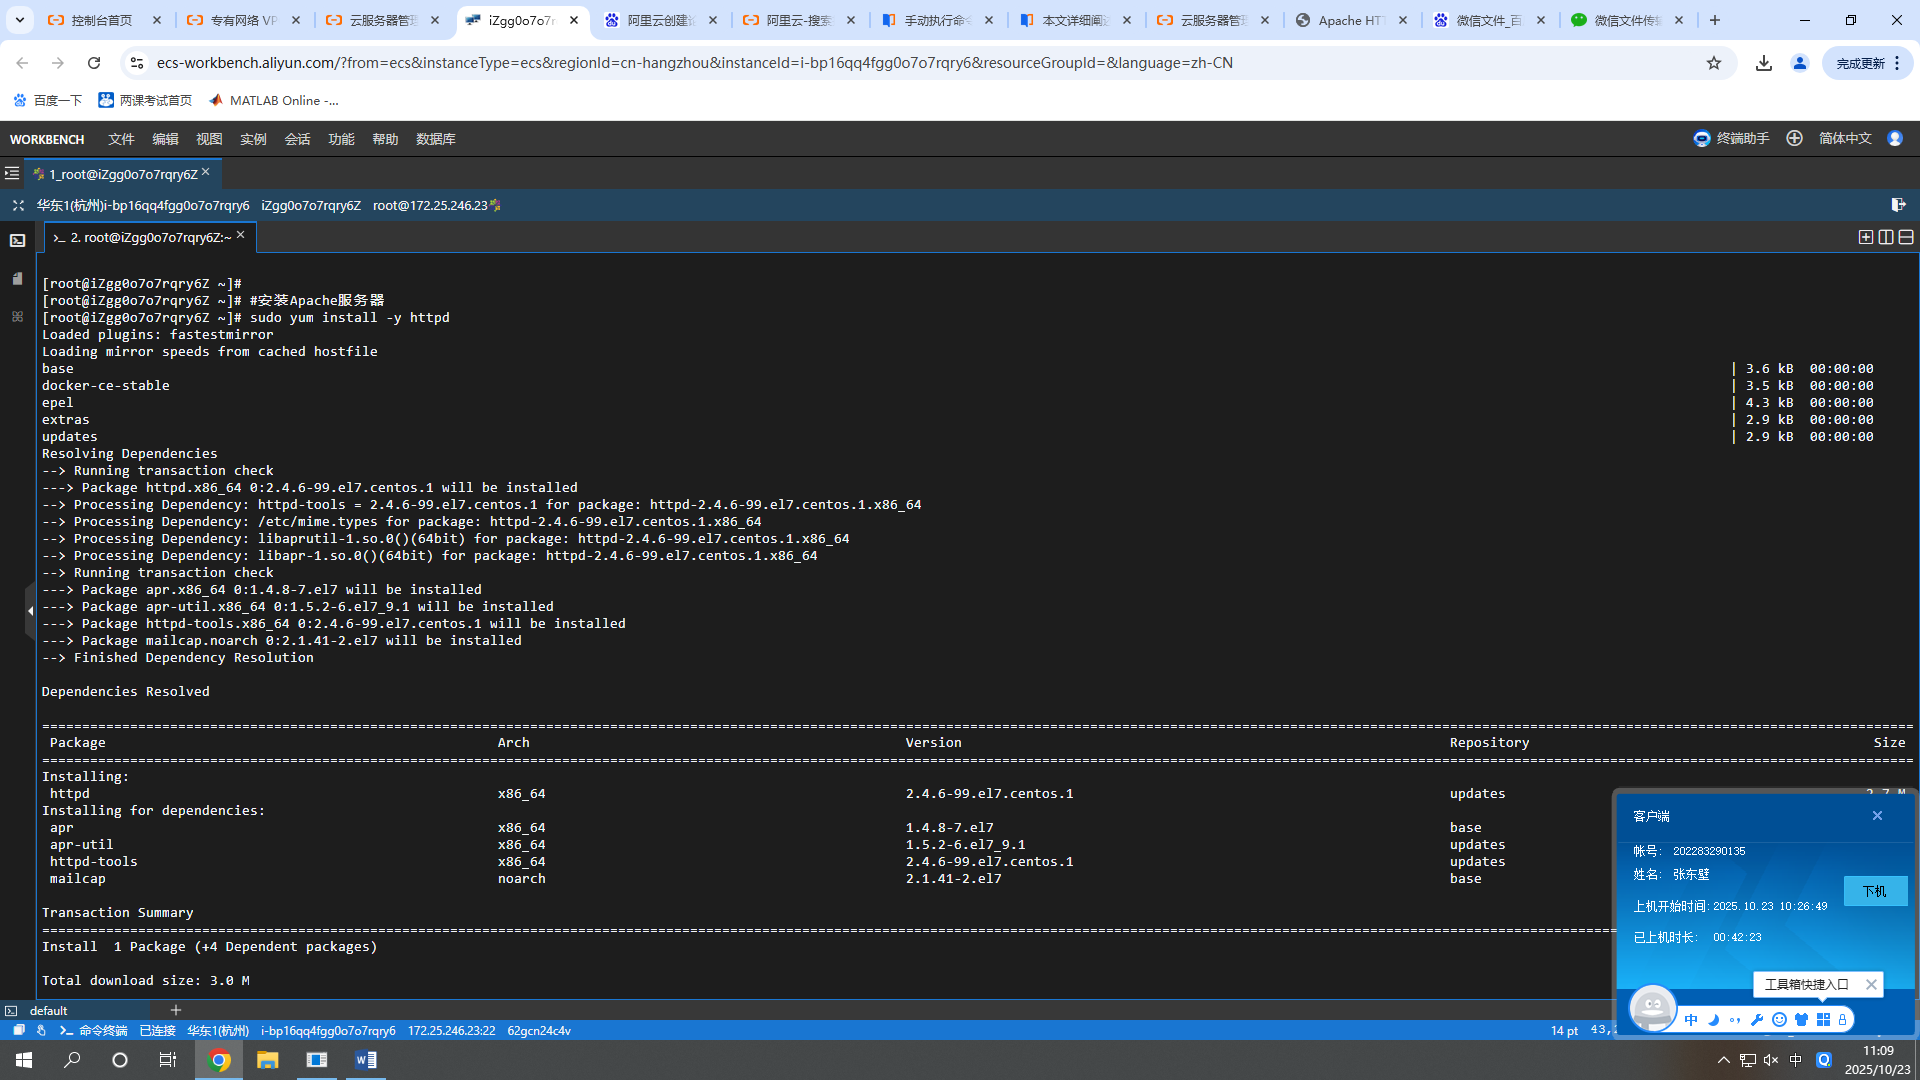 控制台首页
专有网络 VP
云服务器管理
iZgg0o7o7r
阿里云创建论
阿里云-搜索
手动执行命令
本文详细阐述
云服务器管理
Apache HTT
微信文件_百
微信文件传输
ecs-workbench.aliyun.com/?from=ecs&instanceType=ecs&regionId=cn-hangzhou&instanceId=i-bp16qq4fgg0o7o7rqry6&resourceGroupId=&language=zh-CN
完成更新
百度一下 两课考试首页 MATLAB Online -...
WORKBENCH 文件 编辑 视图 实例 会话 功能 帮助 数据库 终端助手 简体中文
1_root@iZgg0o7o7rqry6Z
华东1(杭州)i-bp16qq4fgg0o7o7rqry6 iZgg0o7o7rqry6Z root@172.25.246.23
>_ 2. root@iZgg0o7o7rqry6Z:~
[root@iZgg0o7o7rqry6Z ~]#
[root@iZgg0o7o7rqry6Z ~]# #安装Apache服务器
[root@iZgg0o7o7rqry6Z ~]# sudo yum install -y httpd
Loaded plugins: fastestmirror
Loading mirror speeds from cached hostfile
base | 3.6 kB 00:00:00
docker-ce-stable | 3.5 kB 00:00:00
epel | 4.3 kB 00:00:00
extras | 2.9 kB 00:00:00
updates | 2.9 kB 00:00:00
Resolving Dependencies
--> Running transaction check
---> Package httpd.x86_64 0:2.4.6-99.el7.centos.1 will be installed
--> Processing Dependency: httpd-tools = 2.4.6-99.el7.centos.1 for package: httpd-2.4.6-99.el7.centos.1.x86_64
--> Processing Dependency: /etc/mime.types for package: httpd-2.4.6-99.el7.centos.1.x86_64
--> Processing Dependency: libaprutil-1.so.0()(64bit) for package: httpd-2.4.6-99.el7.centos.1.x86_64
--> Processing Dependency: libapr-1.so.0()(64bit) for package: httpd-2.4.6-99.el7.centos.1.x86_64
--> Running transaction check
---> Package apr.x86_64 0:1.4.8-7.el7 will be installed
---> Package apr-util.x86_64 0:1.5.2-6.el7_9.1 will be installed
---> Package httpd-tools.x86_64 0:2.4.6-99.el7.centos.1 will be installed
---> Package mailcap.noarch 0:2.1.41-2.el7 will be installed
--> Finished Dependency Resolution
Dependencies Resolved
Package Arch Version Repository Size
Installing:
httpd x86_64 2.4.6-99.el7.centos.1 updates 2.7 M
Installing for dependencies:
apr x86_64 1.4.8-7.el7 base
apr-util x86_64 1.5.2-6.el7_9.1 updates
httpd-tools x86_64 2.4.6-99.el7.centos.1 updates
mailcap noarch 2.1.41-2.el7 base
Transaction Summary
Install 1 Package (+4 Dependent packages)
Total download size: 3.0 M
客户端
帐号: 202283290135
姓名: 张东壁
下机
上机开始时间:2025.10.23 10:26:49
已上机时长: 00:42:23
工具箱快捷入口
中
default
命令终端 已连接 华东1(杭州) i-bp16qq4fgg0o7o7rqry6 172.25.246.23:22 62gcn24c4v 14 pt 43,
中
11:09
2025/10/23